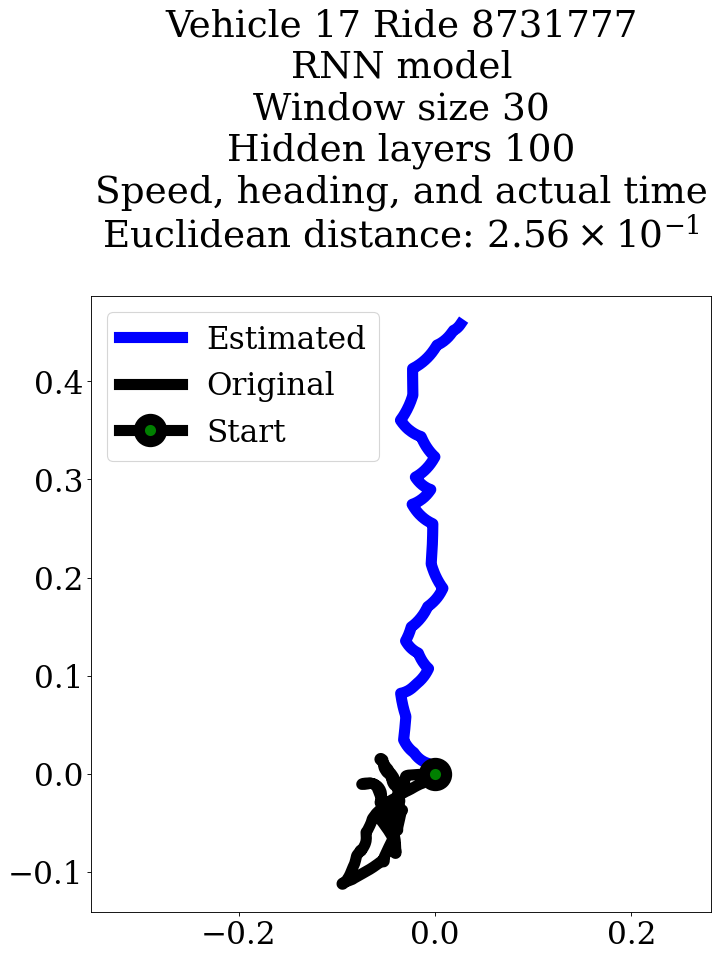 Vehicle 17 Ride 8731777
RNN model
Window size 30
Hidden layers 100
Speed, heading, and actual time
Euclidean distance: 2.56 × 10⁻¹
Estimated
Original
Start
0.4
0.3
0.2
0.1
0.0
−0.1
−0.2 0.0 0.2